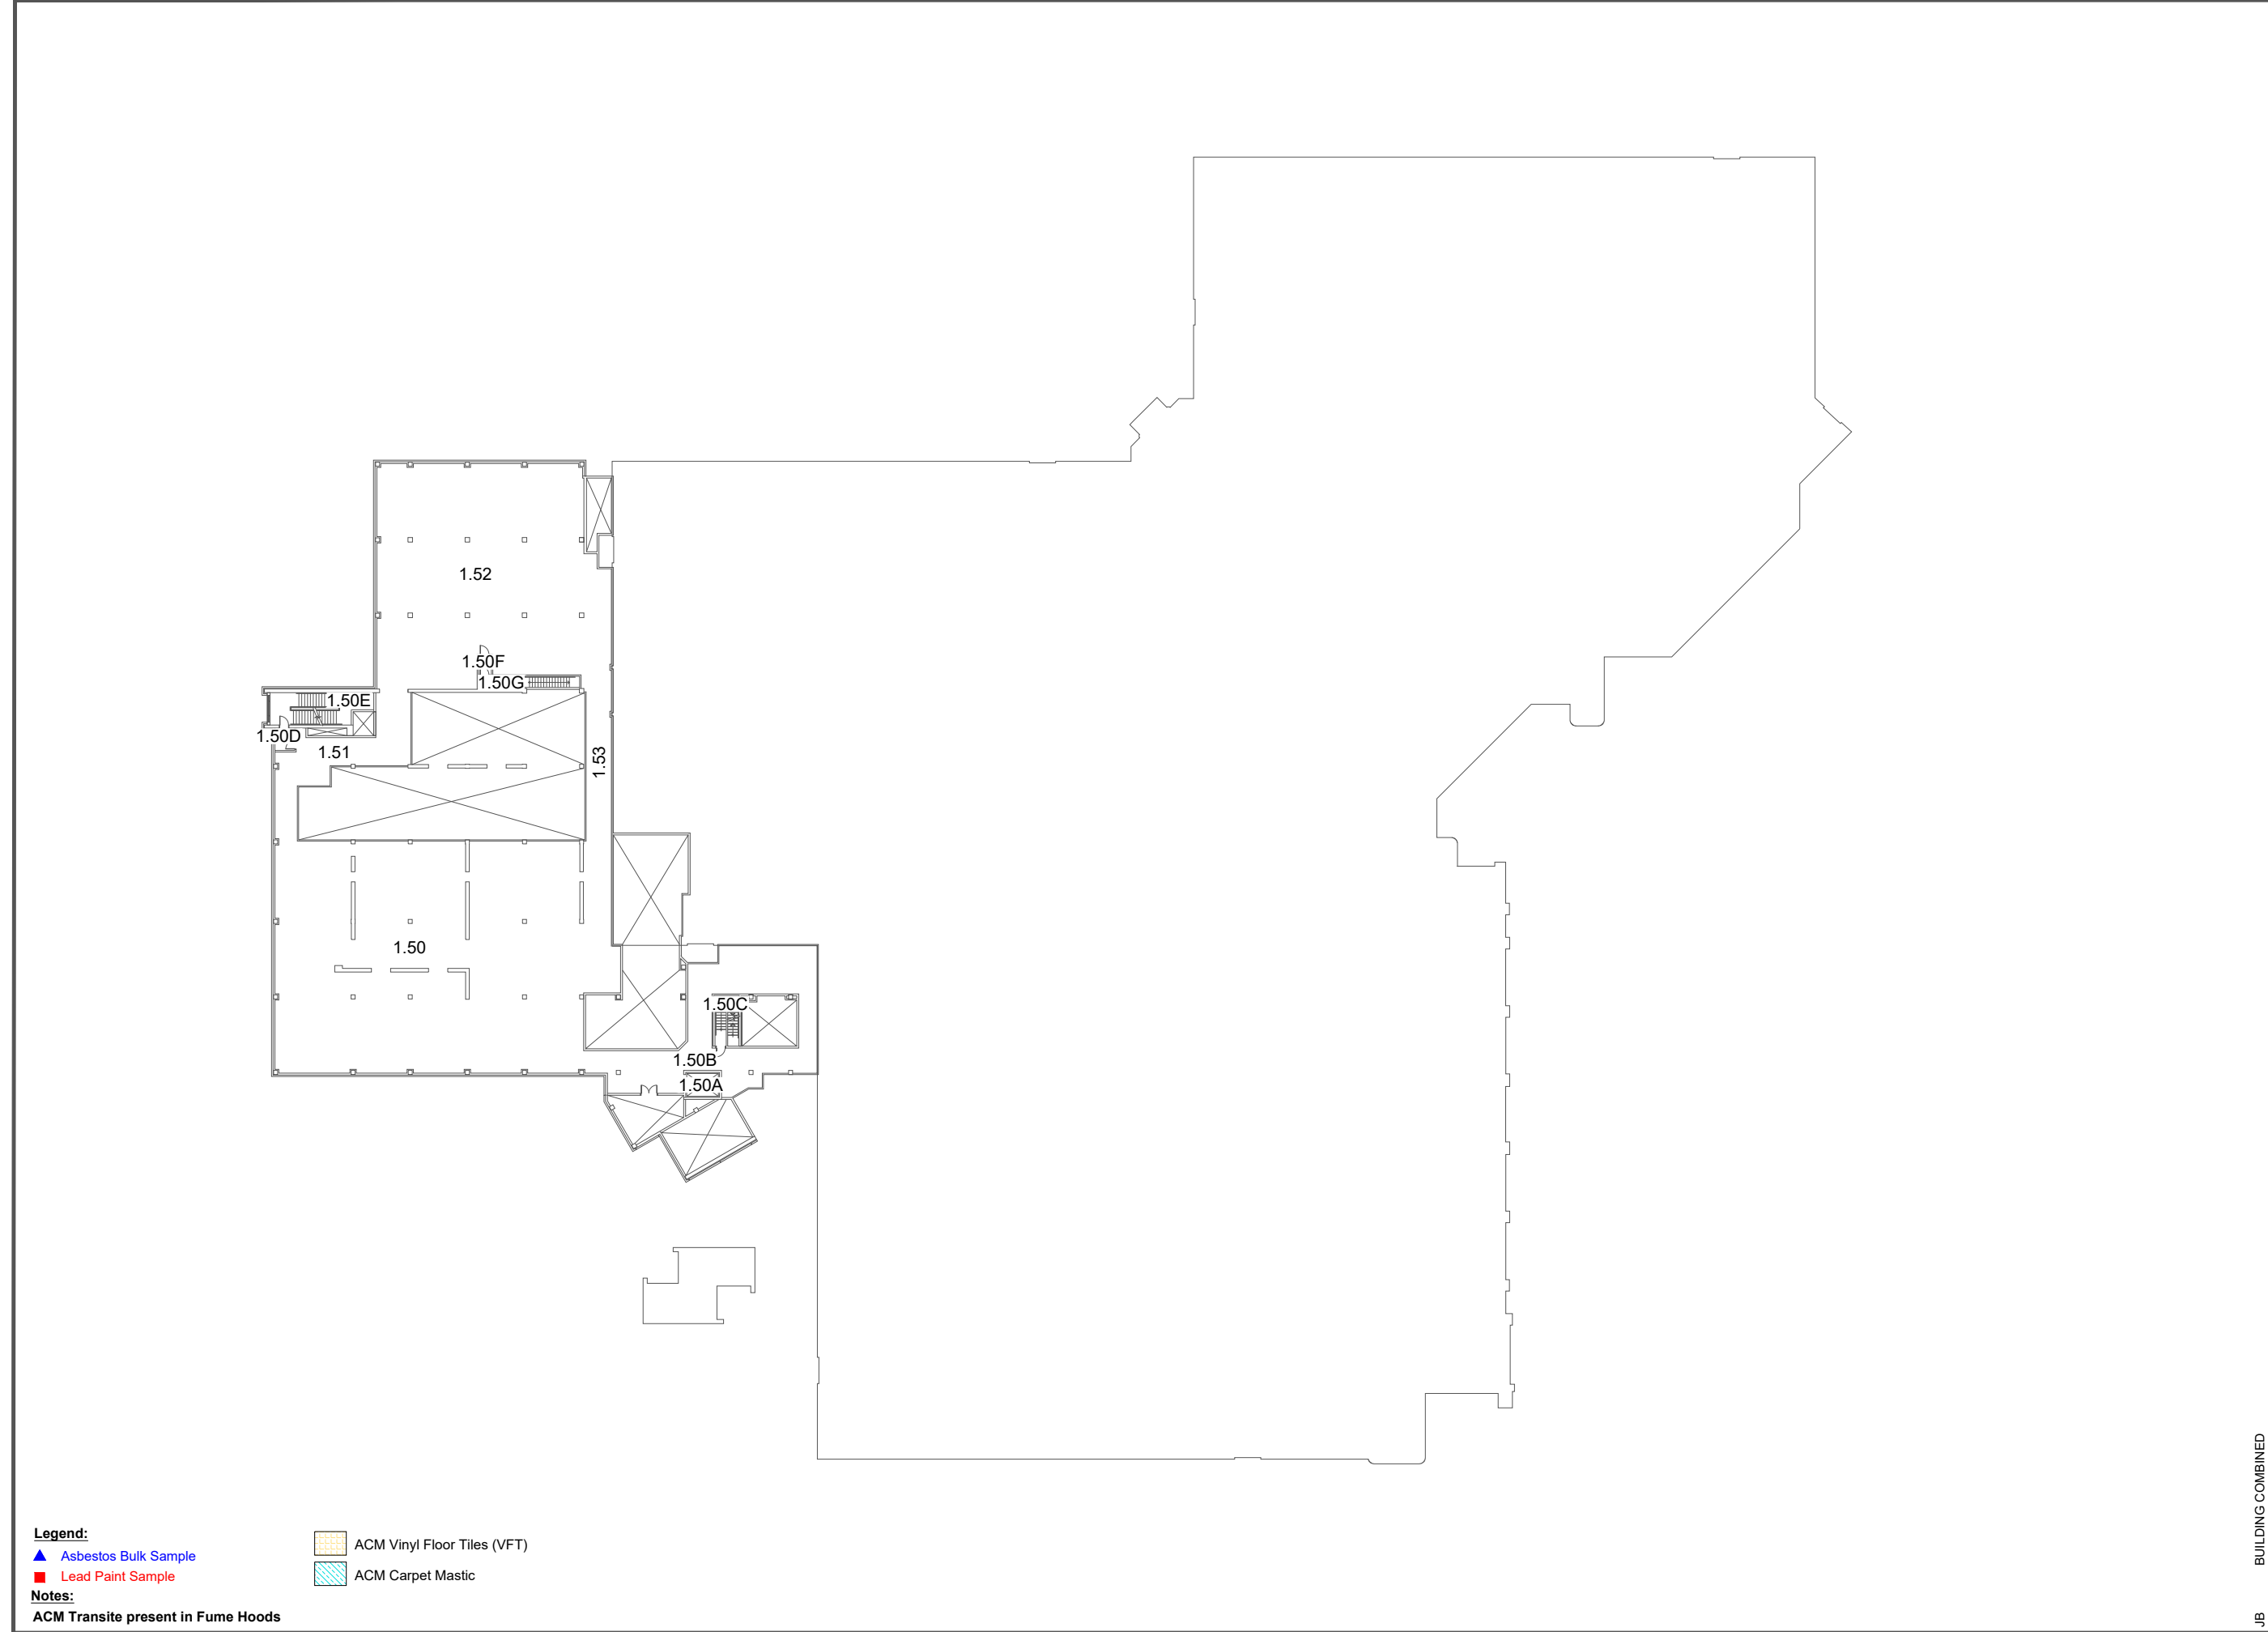 1.52
1.50F
1.50G
1.50E
1.50D
1.51
1.53
1.50
1.50C
1.50B
1.50A
Legend:
Asbestos Bulk Sample
Lead Paint Sample
Notes:
ACM Transite present in Fume Hoods
ACM Vinyl Floor Tiles (VFT)
ACM Carpet Mastic
BUILDING COMBINED
JB